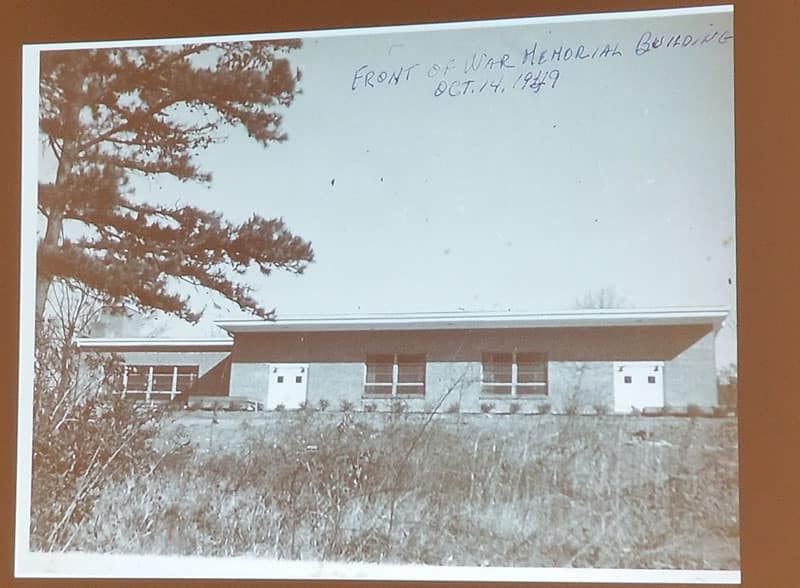 FRONT OF WAR MEMORIAL BUILDING
OCT. 14, 1949